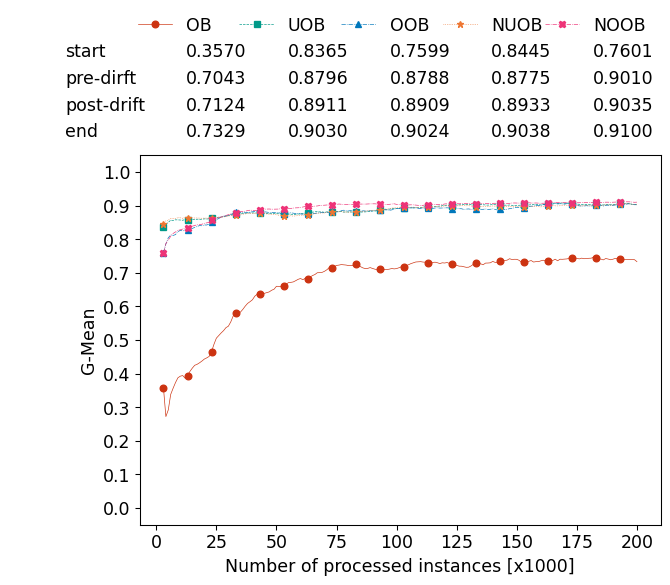 OB UOB OOB NUOB NOOB
start 0.3570 0.8365 0.7599 0.8445 0.7601
pre-dirft 0.7043 0.8796 0.8788 0.8775 0.9010
post-drift 0.7124 0.8911 0.8909 0.8933 0.9035
end 0.7329 0.9030 0.9024 0.9038 0.9100
1.0
0.9
0.8
0.7
0.6
0.5
0.4
0.3
0.2
0.1
0.0
G-Mean
0 25 50 75 100 125 150 175 200
Number of processed instances [x1000]